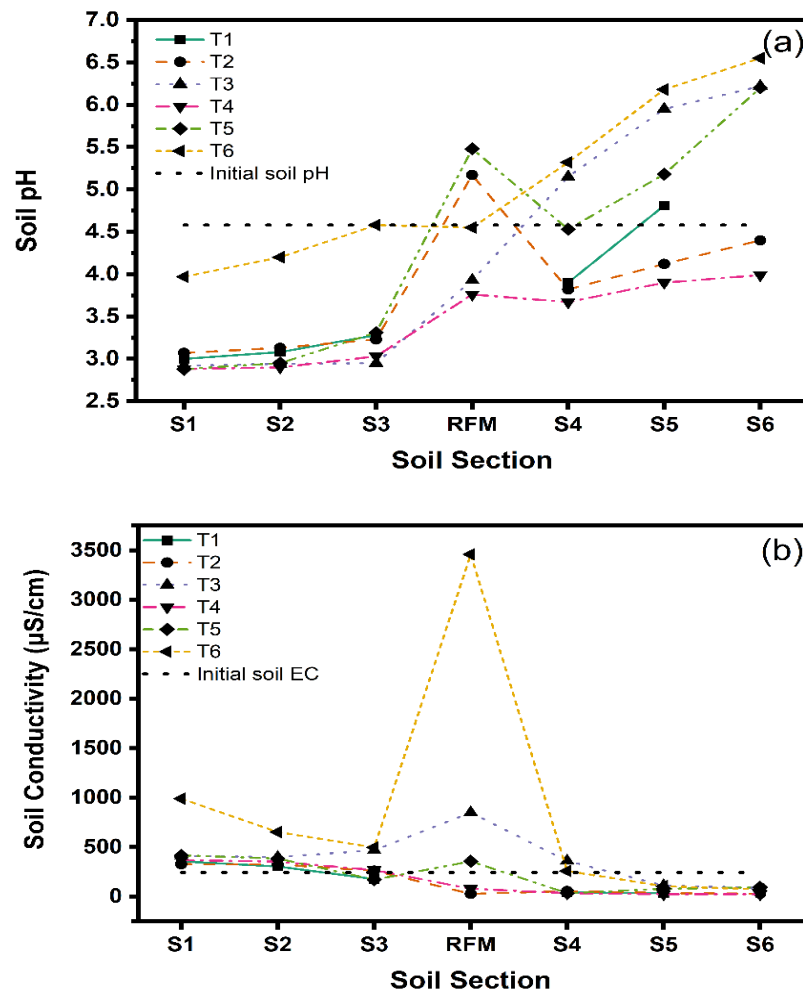 (a)
T1
T2
T3
T4
T5
T6
Initial soil pH
7.0
6.5
6.0
5.5
5.0
4.5
4.0
3.5
3.0
2.5
Soil pH
S1 S2 S3 RFM S4 S5 S6
Soil Section
(b)
T1
T2
T3
T4
T5
T6
Initial soil EC
3500
3000
2500
2000
1500
1000
500
0
Soil Conductivity (µS/cm)
S1 S2 S3 RFM S4 S5 S6
Soil Section